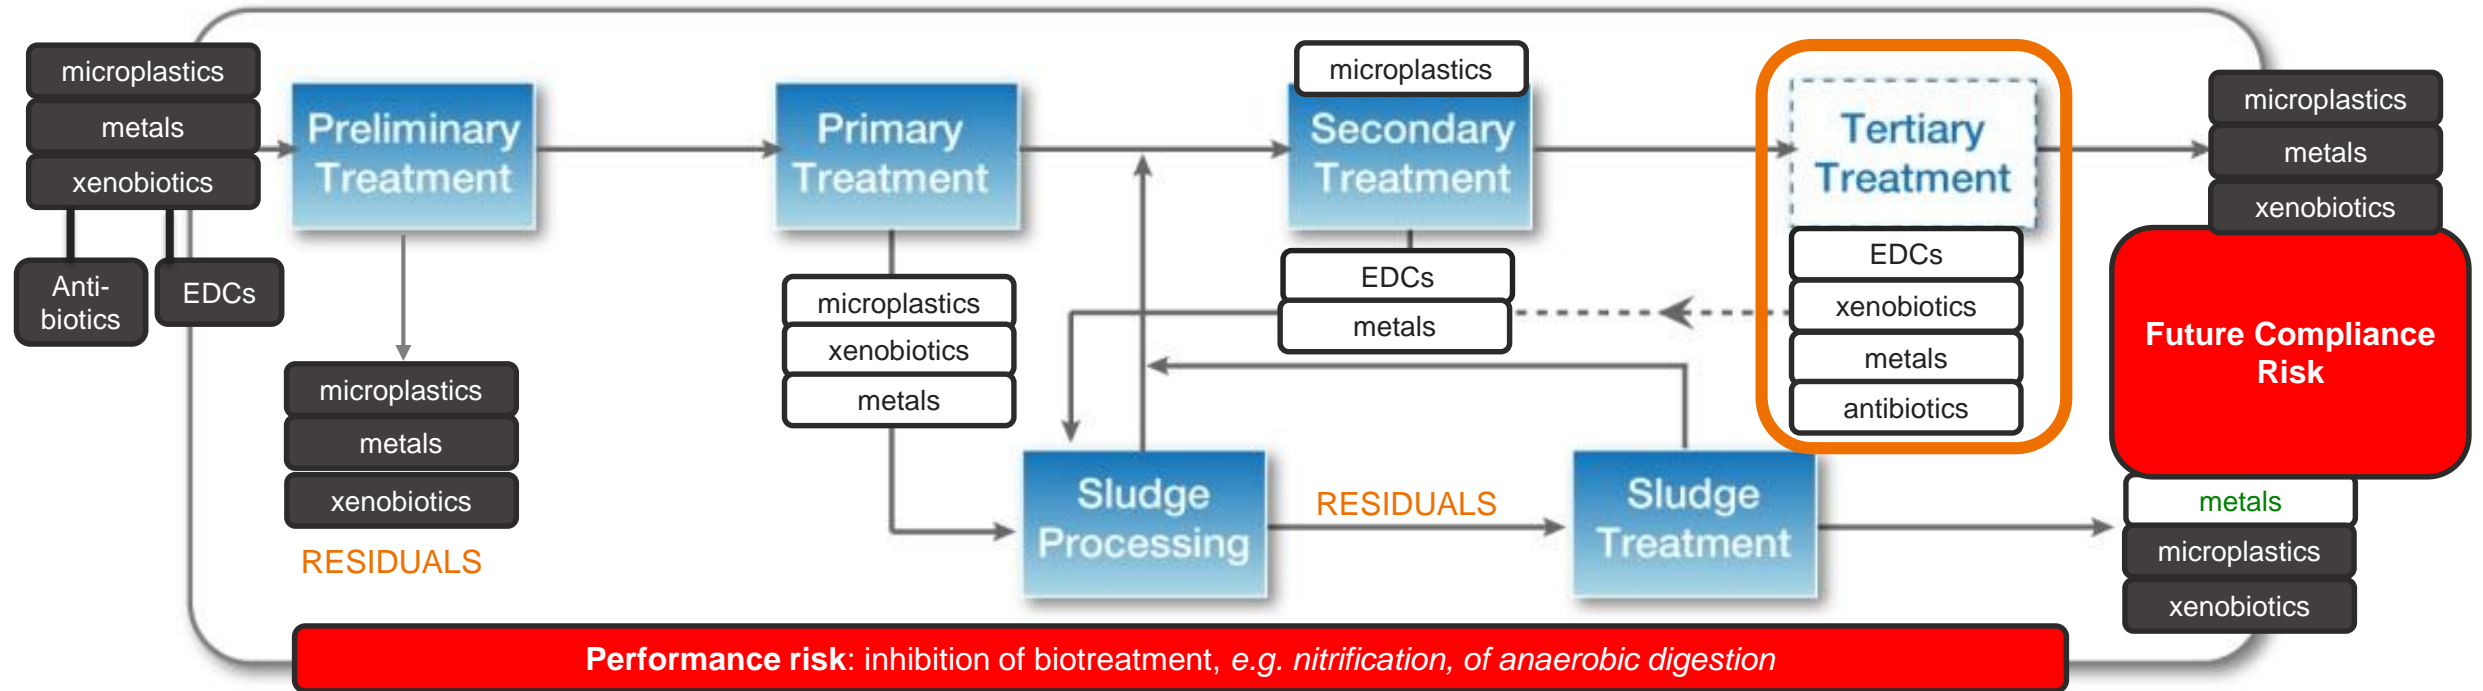 microplastics
metals
xenobiotics
Anti-
biotics
EDCs
Preliminary
Treatment
microplastics
metals
xenobiotics
RESIDUALS
Primary
Treatment
microplastics
xenobiotics
metals
microplastics
Secondary
Treatment
EDCs
metals
Tertiary
Treatment
EDCs
xenobiotics
metals
antibiotics
Sludge
Processing
RESIDUALS
Sludge
Treatment
microplastics
metals
xenobiotics
Future Compliance
Risk
metals
microplastics
xenobiotics
Performance risk: inhibition of biotreatment, e.g. nitrification, of anaerobic digestion